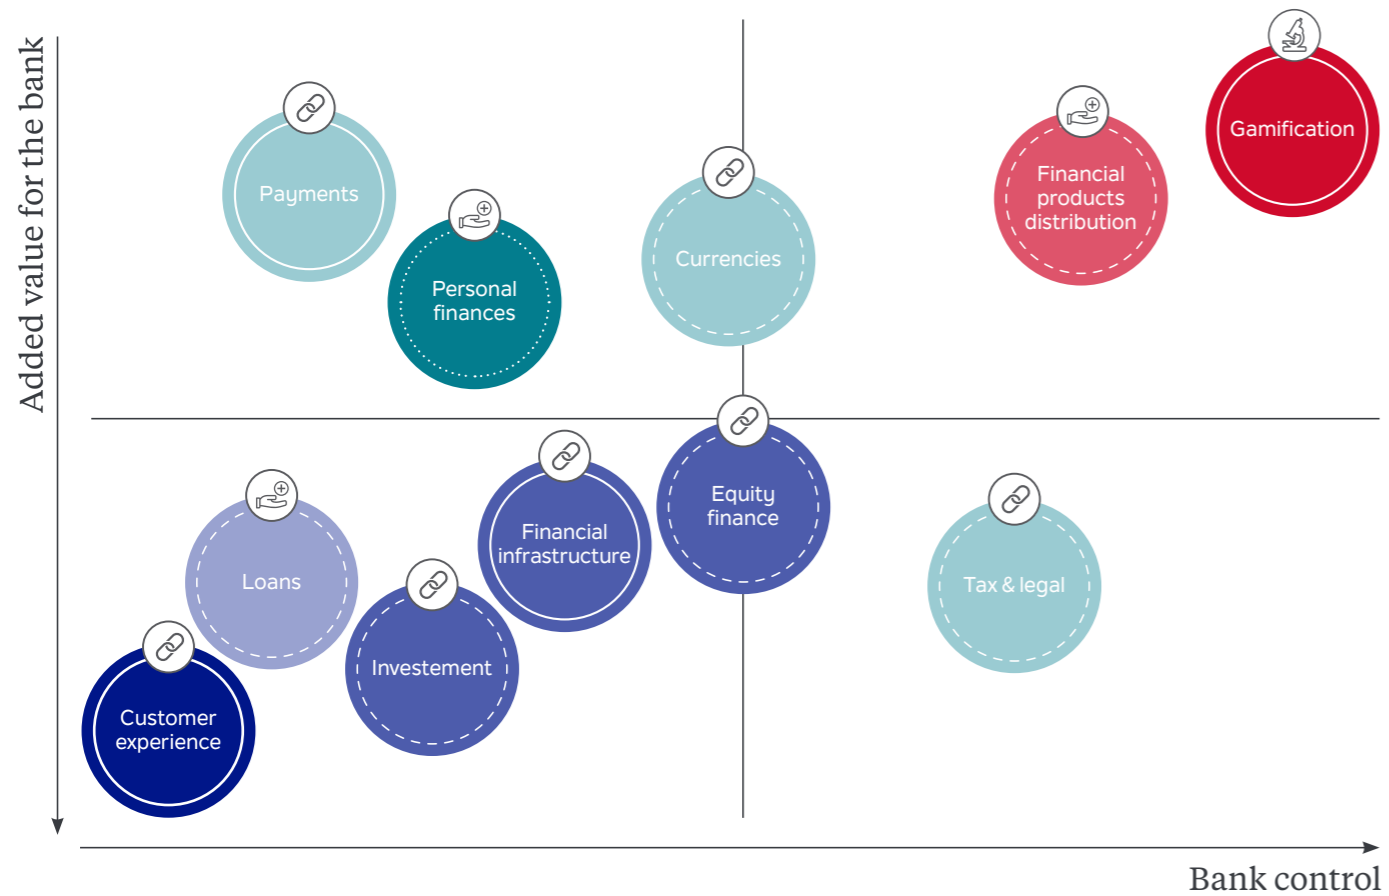 Added value for the bank
Gamification
Financial
products
distribution
Payments
Currencies
Personal
finances
Equity
finance
Financial
infrastructure
Loans
Tax & legal
Investement
Customer
experience
Bank control